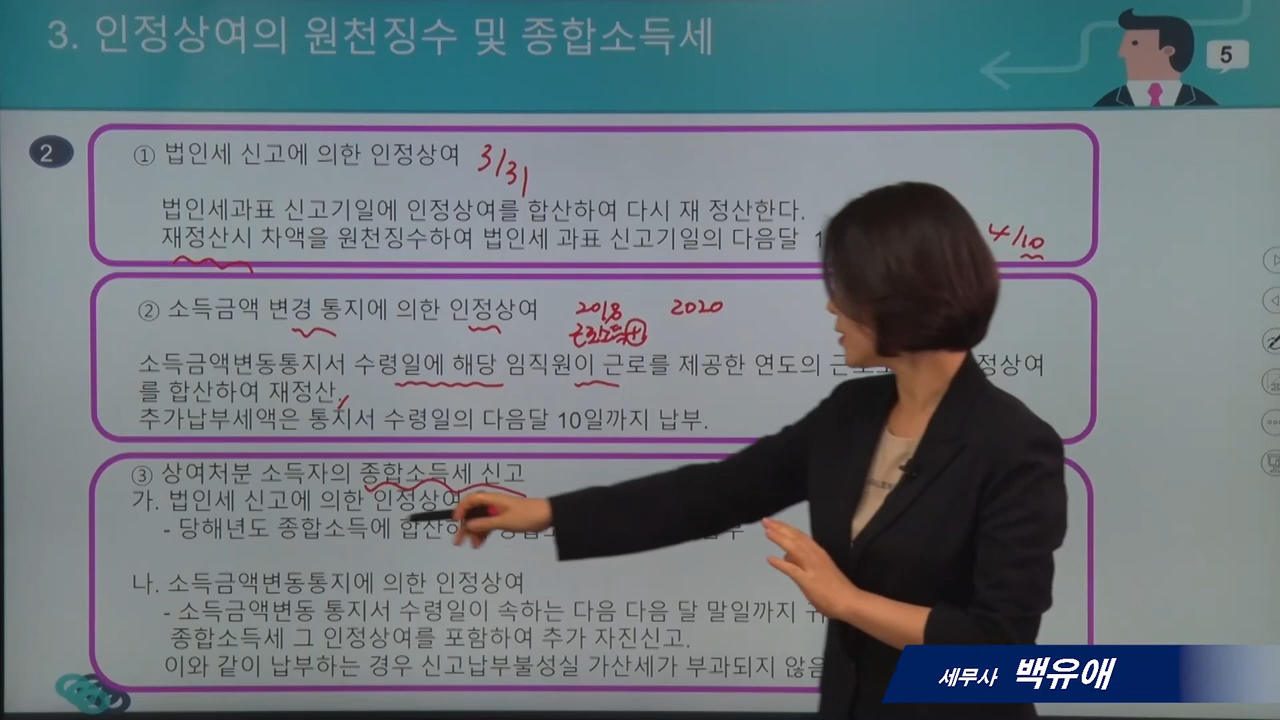 3. 인정상여의 원천징수 및 종합소득세
5
2
① 법인세 신고에 의한 인정상여 3/31
법인세과표 신고기일에 인정상여를 합산하여 다시 재 정산한다.
재정산시 차액을 원천징수하여 법인세 과표 신고기일의 다음달 4/10
② 소득금액 변경 통지에 의한 인정상여 2018 2020
근로소득 +
소득금액변동통지서 수령일에 해당 임직원이 근로를 제공한 연도의 정상여
를 합산하여 재정산.
추가납부세액은 통지서 수령일의 다음달 10일까지 납부.
③ 상여처분 소득자의 종합소득세 신고
가. 법인세 신고에 의한 인정상여
- 당해년도 종합소득에 합산하
나. 소득금액변동통지에 의한 인정상여
- 소득금액변동 통지서 수령일이 속하는 다음 다음 달 말일까지
종합소득세 그 인정상여를 포함하여 추가 자진신고.
이와 같이 납부하는 경우 신고납부불성실 가산세가 부과되지 않음
세무사 백유애